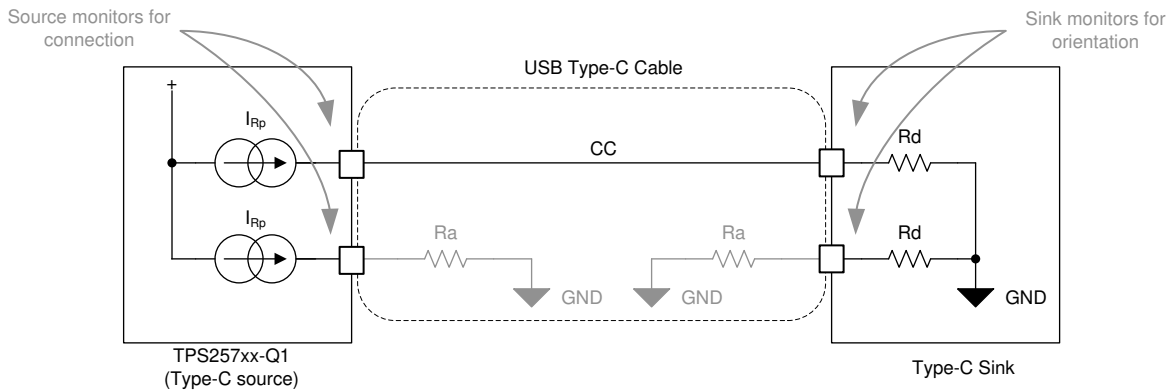 Source monitors for
connection
Sink monitors for
orientation
USB Type-C Cable
+
IRp
CC
Rd
IRp
Ra
Ra
Rd
GND
GND
GND
TPS257xx-Q1
(Type-C source)
Type-C Sink